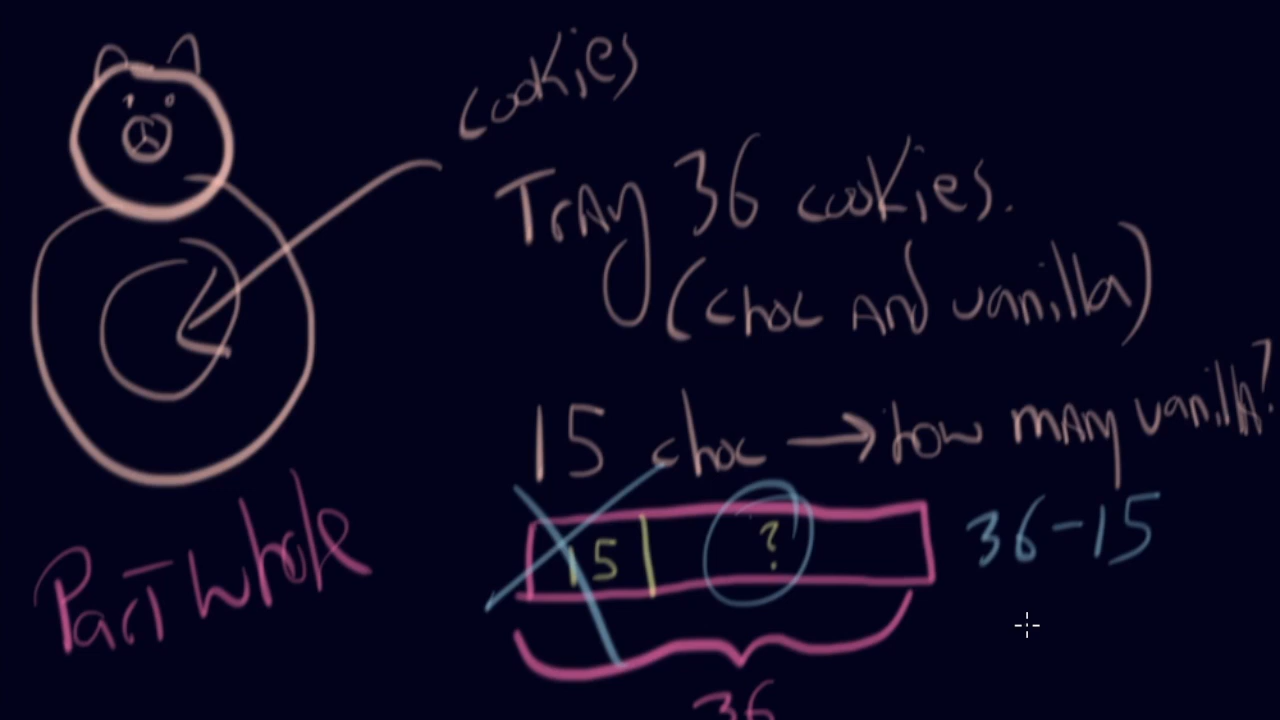 cookies
Tray 36 cookies.
(choc and vanilla)
15 choc → how many vanilla?
15 ?
36-15
Part whole
36